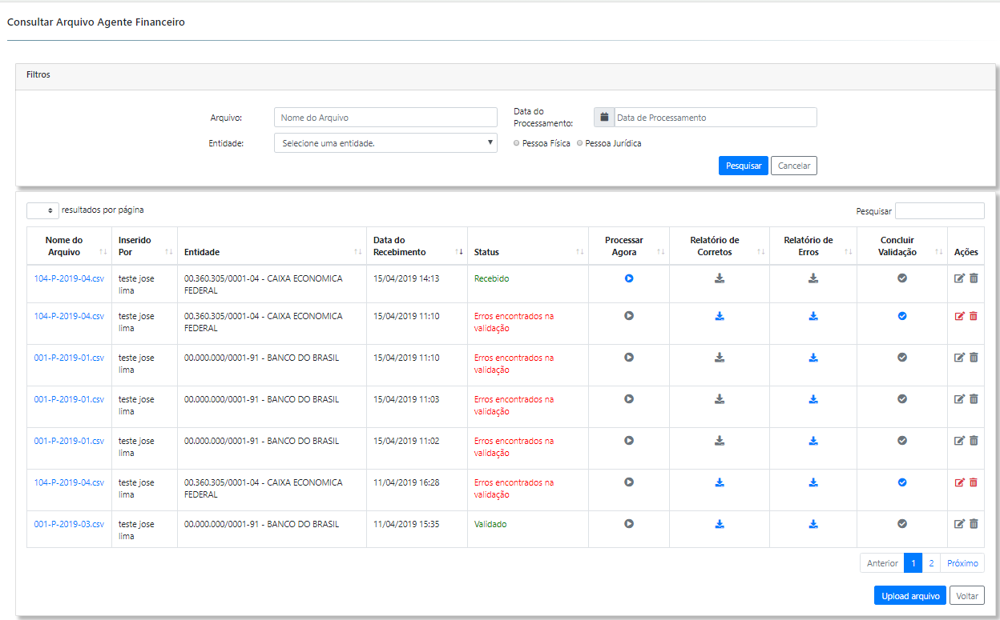 Consultar Arquivo Agente Financeiro
Filtros
Arquivo:
Nome do Arquivo
Data do
Processamento:
Data de Processamento
Entidade:
Selecione uma entidade.
Pessoa Física
Pessoa Jurídica
Pesquisar
Cancelar
resultados por página
Pesquisar
Nome do
Arquivo
Inserido
Por
Entidade
Data do
Recebimento
Status
Processar
Agora
Relatório de
Corretos
Relatório de
Erros
Concluir
Validação
Ações
104-P-2019-04.csv
teste jose
lima
00.360.305/0001-04 - CAIXA ECONOMICA
FEDERAL
15/04/2019 14:13
Recebido
104-P-2019-04.csv
teste jose
lima
00.360.305/0001-04 - CAIXA ECONOMICA
FEDERAL
15/04/2019 11:10
Erros encontrados na
validação
001-P-2019-01.csv
teste jose
lima
00.000.000/0001-91 - BANCO DO BRASIL
15/04/2019 11:10
Erros encontrados na
validação
001-P-2019-01.csv
teste jose
lima
00.000.000/0001-91 - BANCO DO BRASIL
15/04/2019 11:03
Erros encontrados na
validação
001-P-2019-01.csv
teste jose
lima
00.000.000/0001-91 - BANCO DO BRASIL
15/04/2019 11:02
Erros encontrados na
validação
104-P-2019-04.csv
teste jose
lima
00.360.305/0001-04 - CAIXA ECONOMICA
FEDERAL
11/04/2019 16:28
Erros encontrados na
validação
001-P-2019-03.csv
teste jose
lima
00.000.000/0001-91 - BANCO DO BRASIL
11/04/2019 15:35
Validado
Anterior
1
2
Próximo
Upload arquivo
Voltar